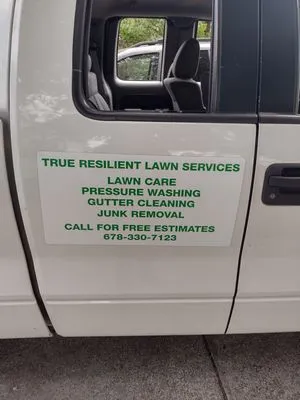 TRUE RESILIENT LAWN SERVICES
LAWN CARE
PRESSURE WASHING
GUTTER CLEANING
JUNK REMOVAL
CALL FOR FREE ESTIMATES
678-330-7123